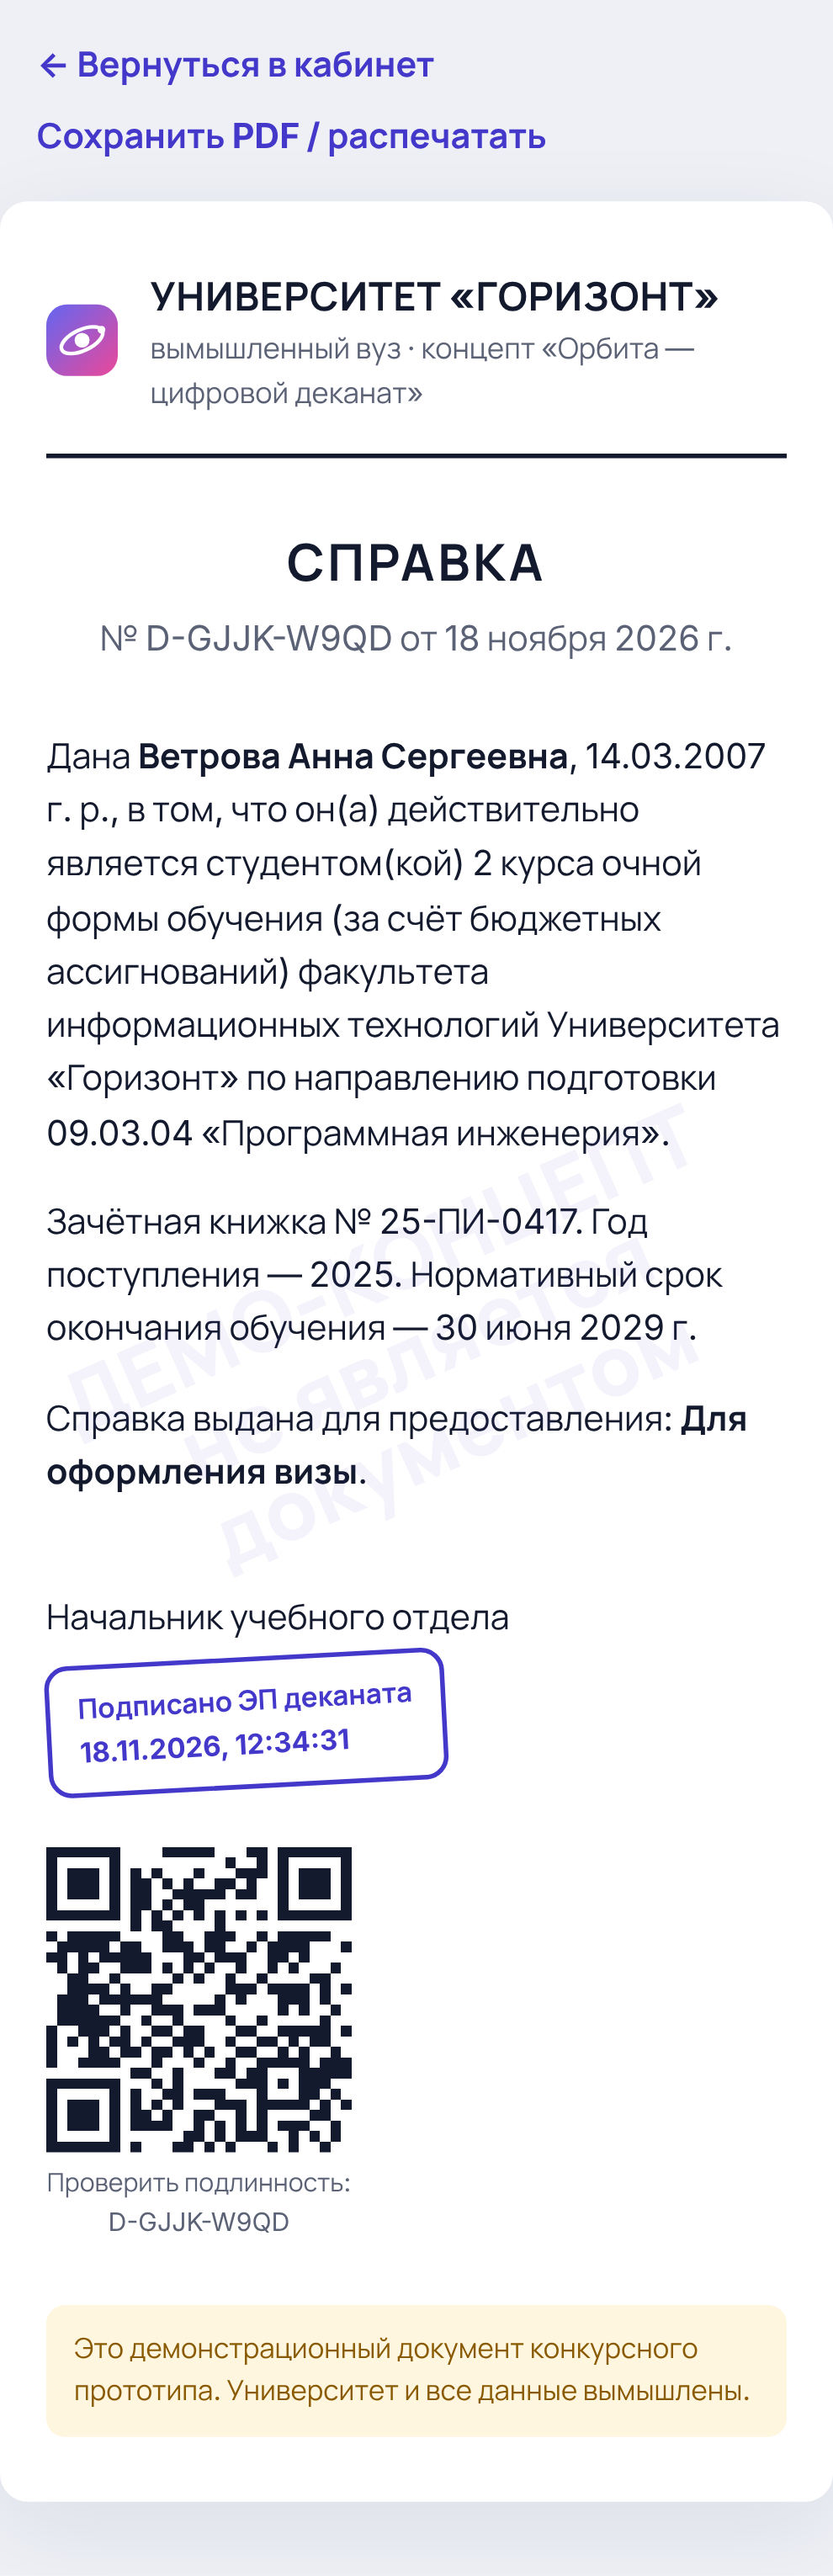 ← Вернуться в кабинет
Сохранить PDF / распечатать
УНИВЕРСИТЕТ «ГОРИЗОНТ»
вымышленный вуз · концепт «Орбита —
цифровой деканат»
СПРАВКА
№ D-GJJK-W9QD от 18 ноября 2026 г.
Дана Ветрова Анна Сергеевна, 14.03.2007
г. р., в том, что он(а) действительно
является студентом(кой) 2 курса очной
формы обучения (за счёт бюджетных
ассигнований) факультета
информационных технологий Университета
«Горизонт» по направлению подготовки
09.03.04 «Программная инженерия».
Зачётная книжка № 25-ПИ-0417. Год
поступления — 2025. Нормативный срок
окончания обучения — 30 июня 2029 г.
Справка выдана для предоставления: Для
оформления визы.
ДЕМО-КОНЦЕПТ
не является
документом
Начальник учебного отдела
Подписано ЭП деканата
18.11.2026, 12:34:31
Проверить подлинность:
D-GJJK-W9QD
Это демонстрационный документ конкурсного
прототипа. Университет и все данные вымышлены.